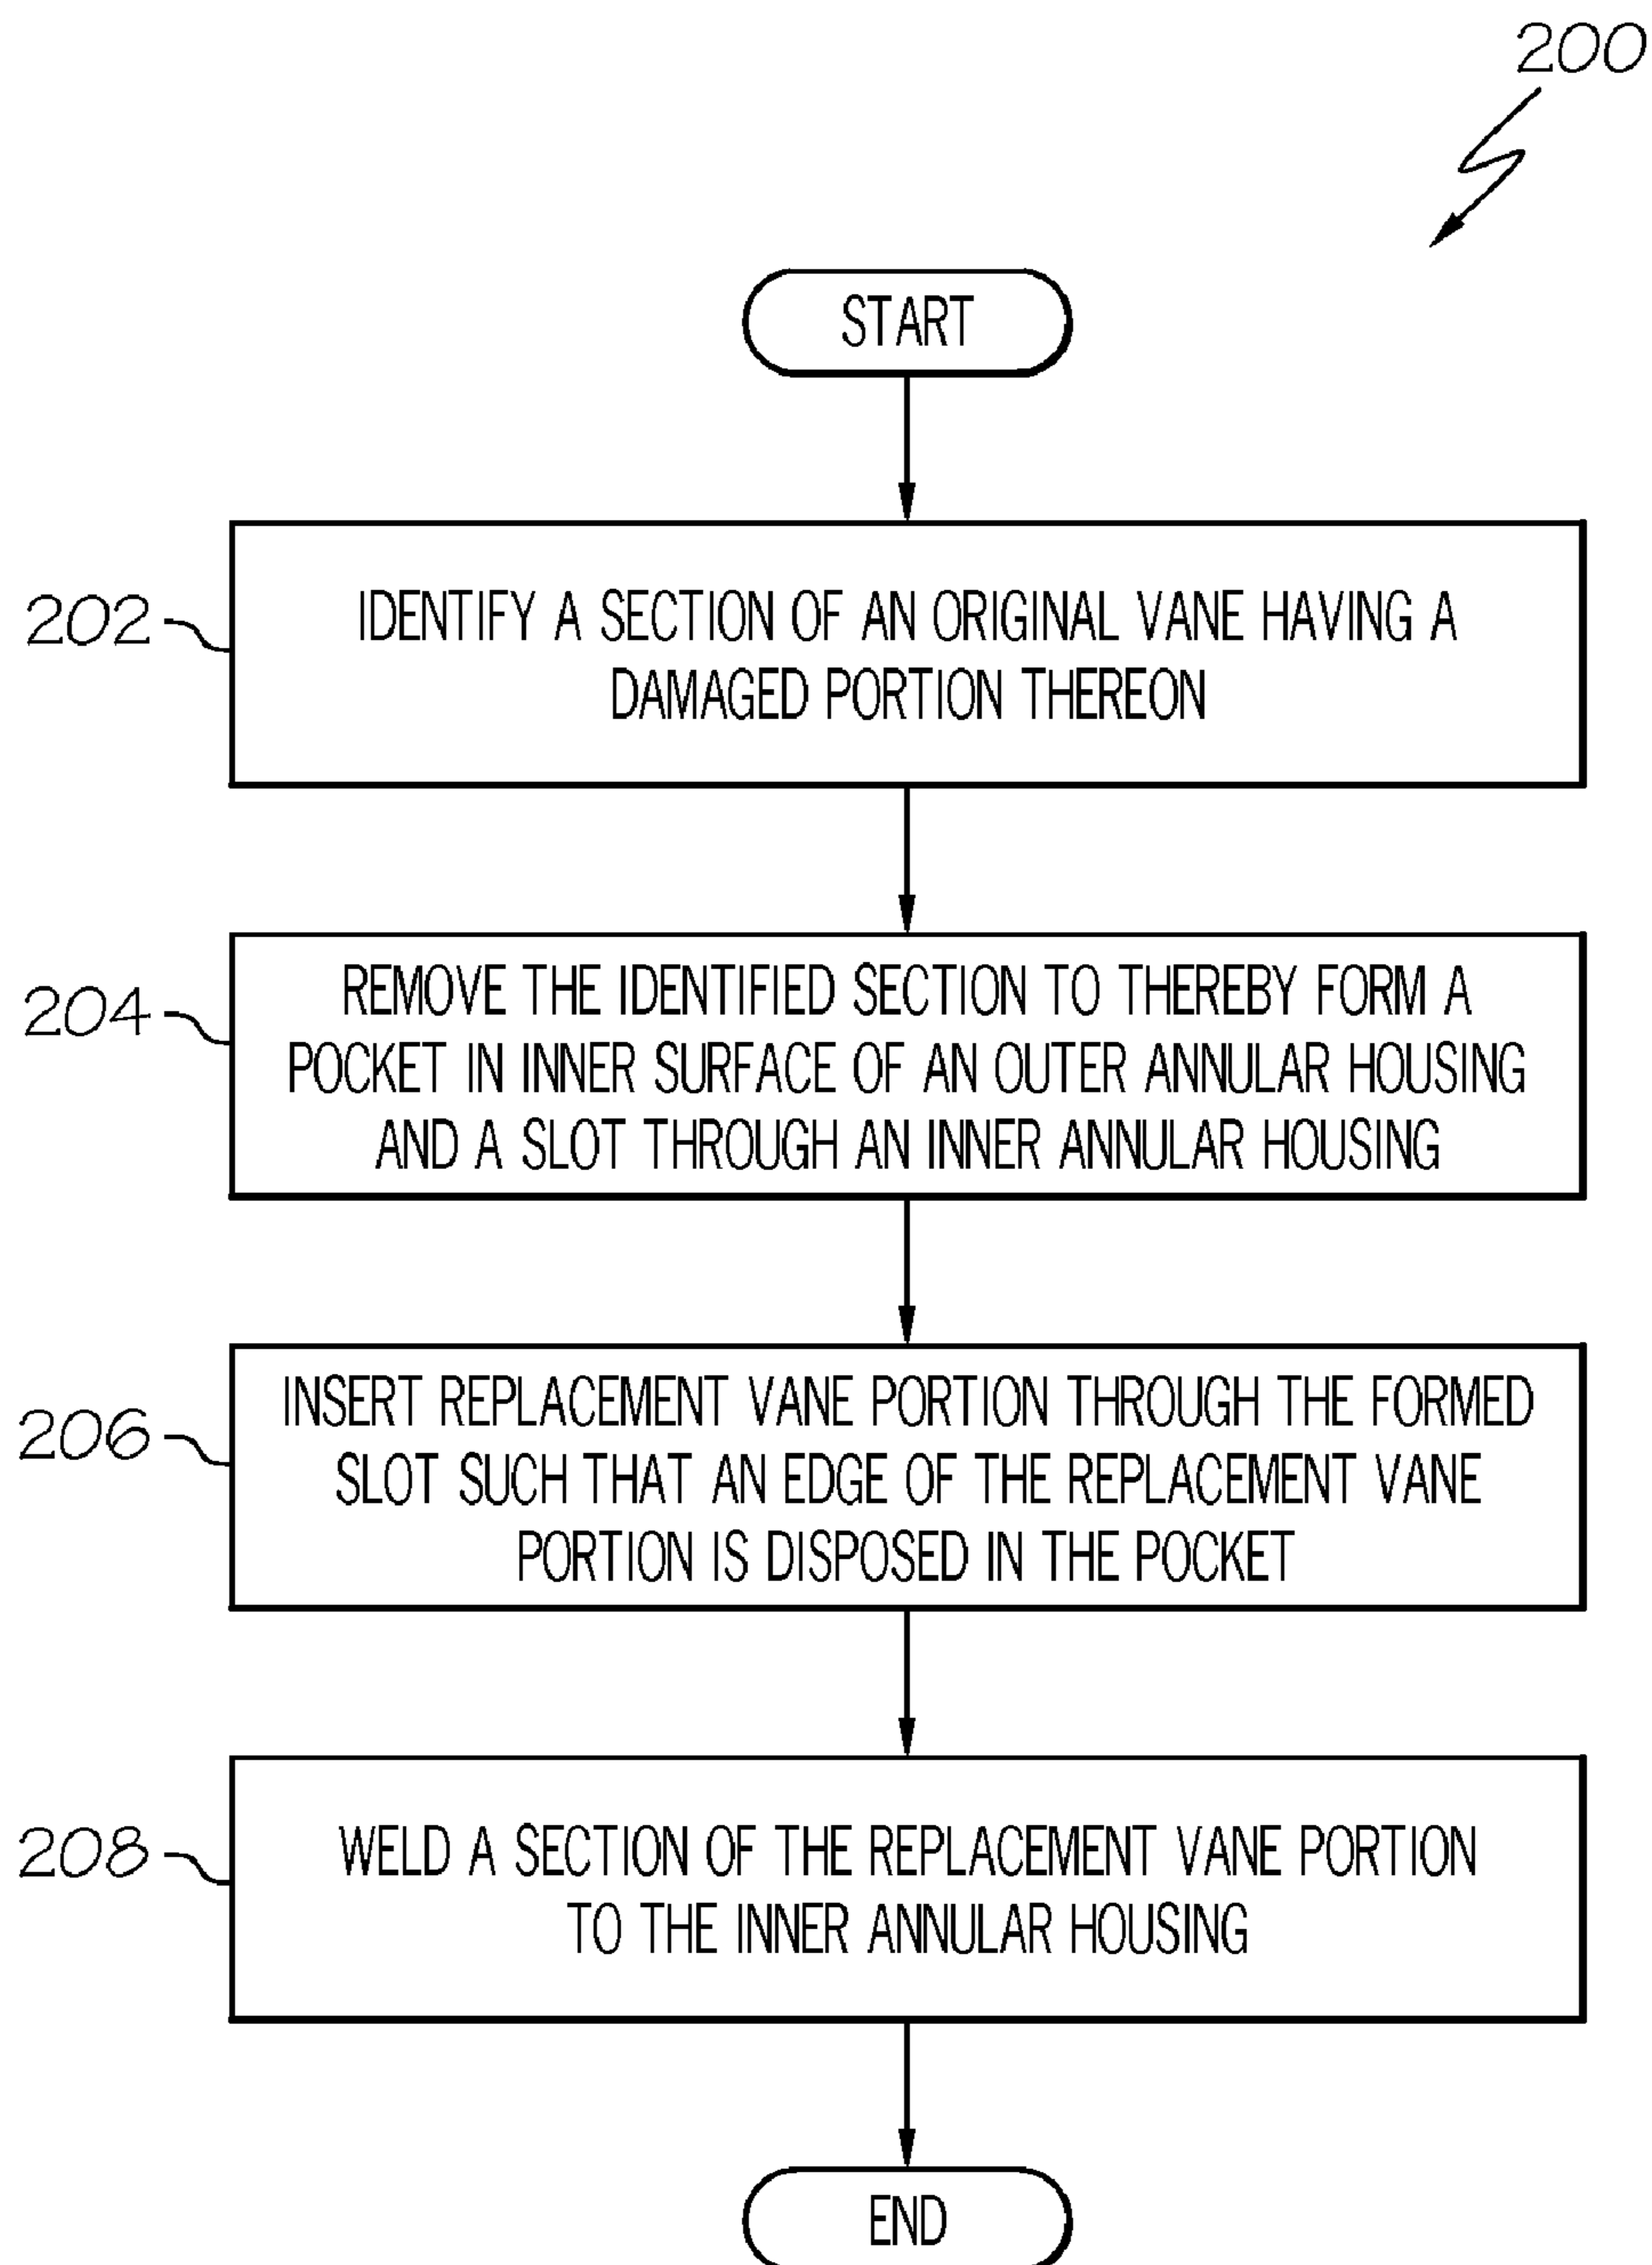 200
START
202
IDENTIFY A SECTION OF AN ORIGINAL VANE HAVING A
DAMAGED PORTION THEREON
204
REMOVE THE IDENTIFIED SECTION TO THEREBY FORM A
POCKET IN INNER SURFACE OF AN OUTER ANNULAR HOUSING
AND A SLOT THROUGH AN INNER ANNULAR HOUSING
206
INSERT REPLACEMENT VANE PORTION THROUGH THE FORMED
SLOT SUCH THAT AN EDGE OF THE REPLACEMENT VANE
PORTION IS DISPOSED IN THE POCKET
208
WELD A SECTION OF THE REPLACEMENT VANE PORTION
TO THE INNER ANNULAR HOUSING
END